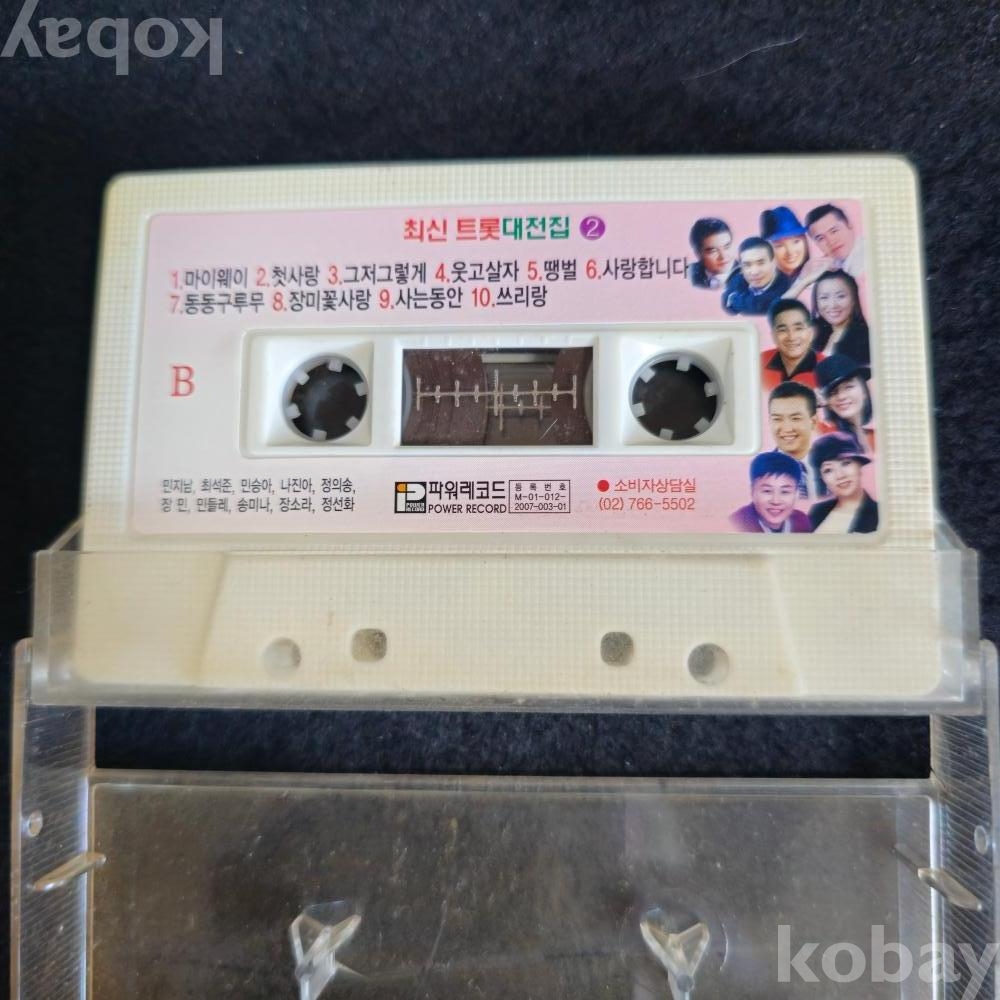 kobay
최신 트롯대전집 2
1.마이웨이 2.첫사랑 3.그저그렇게 4.웃고살자 5.땡벌 6.사랑합니다
7.동동구루무 8.장미꽃사랑 9.사는동안 10.쓰리랑
B
민지남, 최석준, 민승아, 나진아, 정의송,
장 민, 민들레, 송미나, 장소라, 정선화
POWER RECORD
파워레코드
POWER RECORD
등 록 번 호
M-01-012-
2007-003-01
● 소비자상담실
(02) 766-5502
kobay